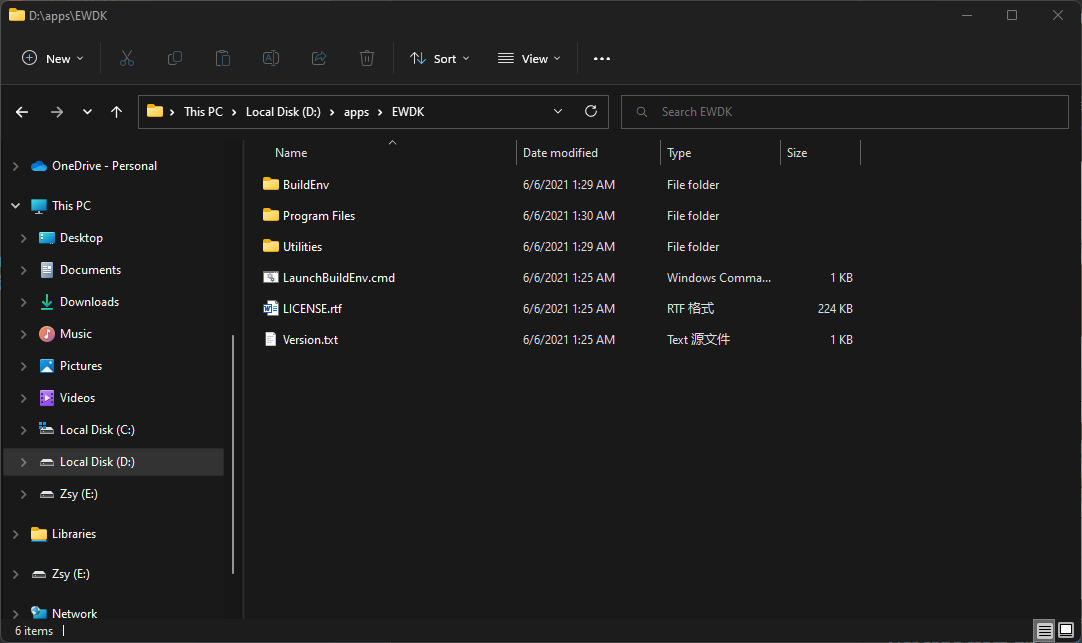 D:\apps\EWDK
New Sort View
This PC Local Disk (D:) apps EWDK Search EWDK
Name Date modified Type Size
OneDrive - Personal
This PC
Desktop
Documents
Downloads
Music
Pictures
Videos
Local Disk (C:)
Local Disk (D:)
Zsy (E:)
Libraries
Zsy (E:)
Network
BuildEnv 6/6/2021 1:29 AM File folder
Program Files 6/6/2021 1:30 AM File folder
Utilities 6/6/2021 1:29 AM File folder
LaunchBuildEnv.cmd 6/6/2021 1:25 AM Windows Comma... 1 KB
LICENSE.rtf 6/6/2021 1:25 AM RTF 格式 224 KB
Version.txt 6/6/2021 1:25 AM Text 源文件 1 KB
6 items